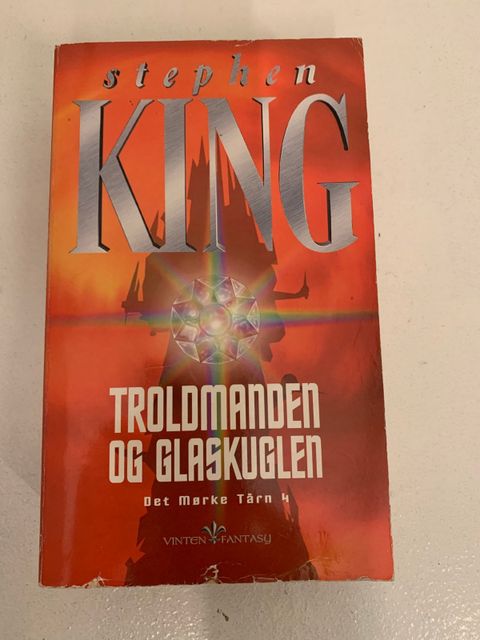 stephen
KING
TROLDMANDEN
OG GLASKUGLEN
Det Mørke Tårn 4
VINTEN FANTASY